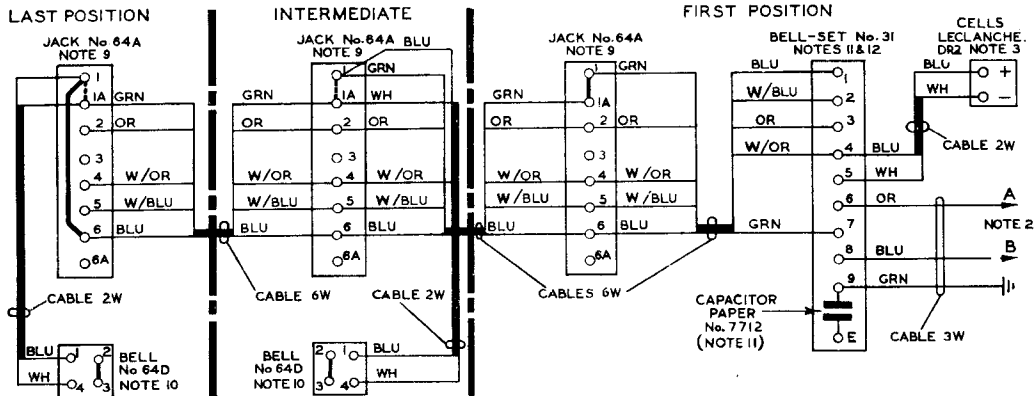 LAST POSITION
INTERMEDIATE
FIRST POSITION
JACK No. 64A
NOTE 9
1
1A
2
3
4
5
6
6A
GRN
OR
W/OR
W/BLU
BLU
CABLE 2W
BLU
WH
1
2
4
3
BELL
No 64D
NOTE 10
JACK No. 64A
NOTE 9
BLU
1
1A
2
3
4
5
6
6A
GRN
OR
W/OR
W/BLU
BLU
GRN
WH
OR
W/OR
W/BLU
BLU
CABLE 6W
CABLE 2W
BELL
No 64D
NOTE 10
2
1
3
4
BLU
WH
JACK No. 64A
NOTE 9
1
1A
2
3
4
5
6
6A
GRN
OR
W/OR
W/BLU
BLU
GRN
OR
W/OR
W/BLU
BLU
CABLES 6W
BELL-SET No. 31
NOTES 11 & 12
BLU
W/BLU
OR
W/OR
GRN
1
2
3
4
5
6
7
8
9
E
CELLS
LECLANCHE.
DR2 NOTE 3
BLU
WH
+
−
CABLE 2W
BLU
WH
OR
A
NOTE 2
BLU
B
GRN
CABLE 3W
CAPACITOR
PAPER
No. 7712
(NOTE 11)